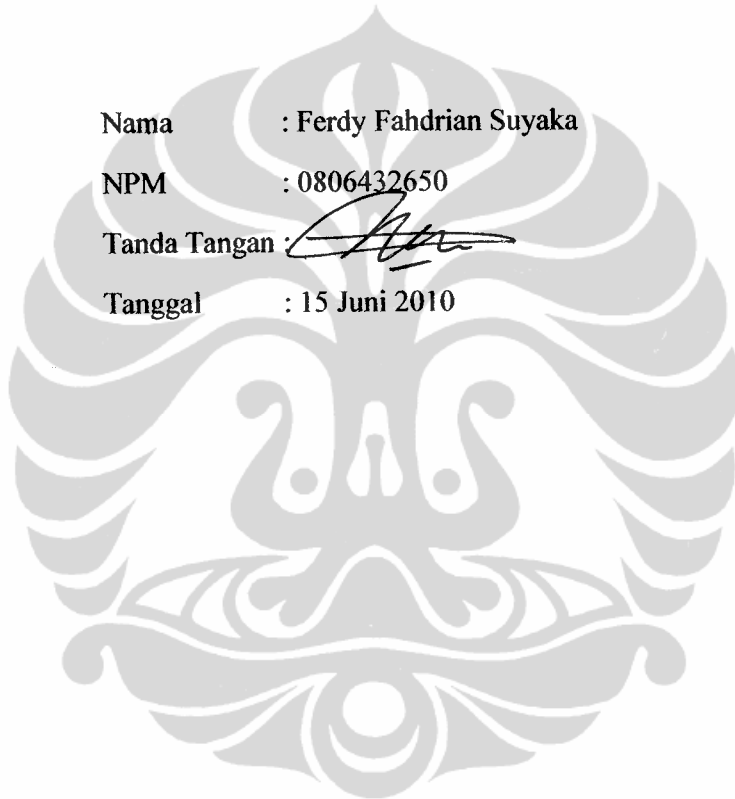 Nama : Ferdy Fahdrian Suyaka
NPM : 0806432650
Tanda Tangan :
Tanggal : 15 Juni 2010